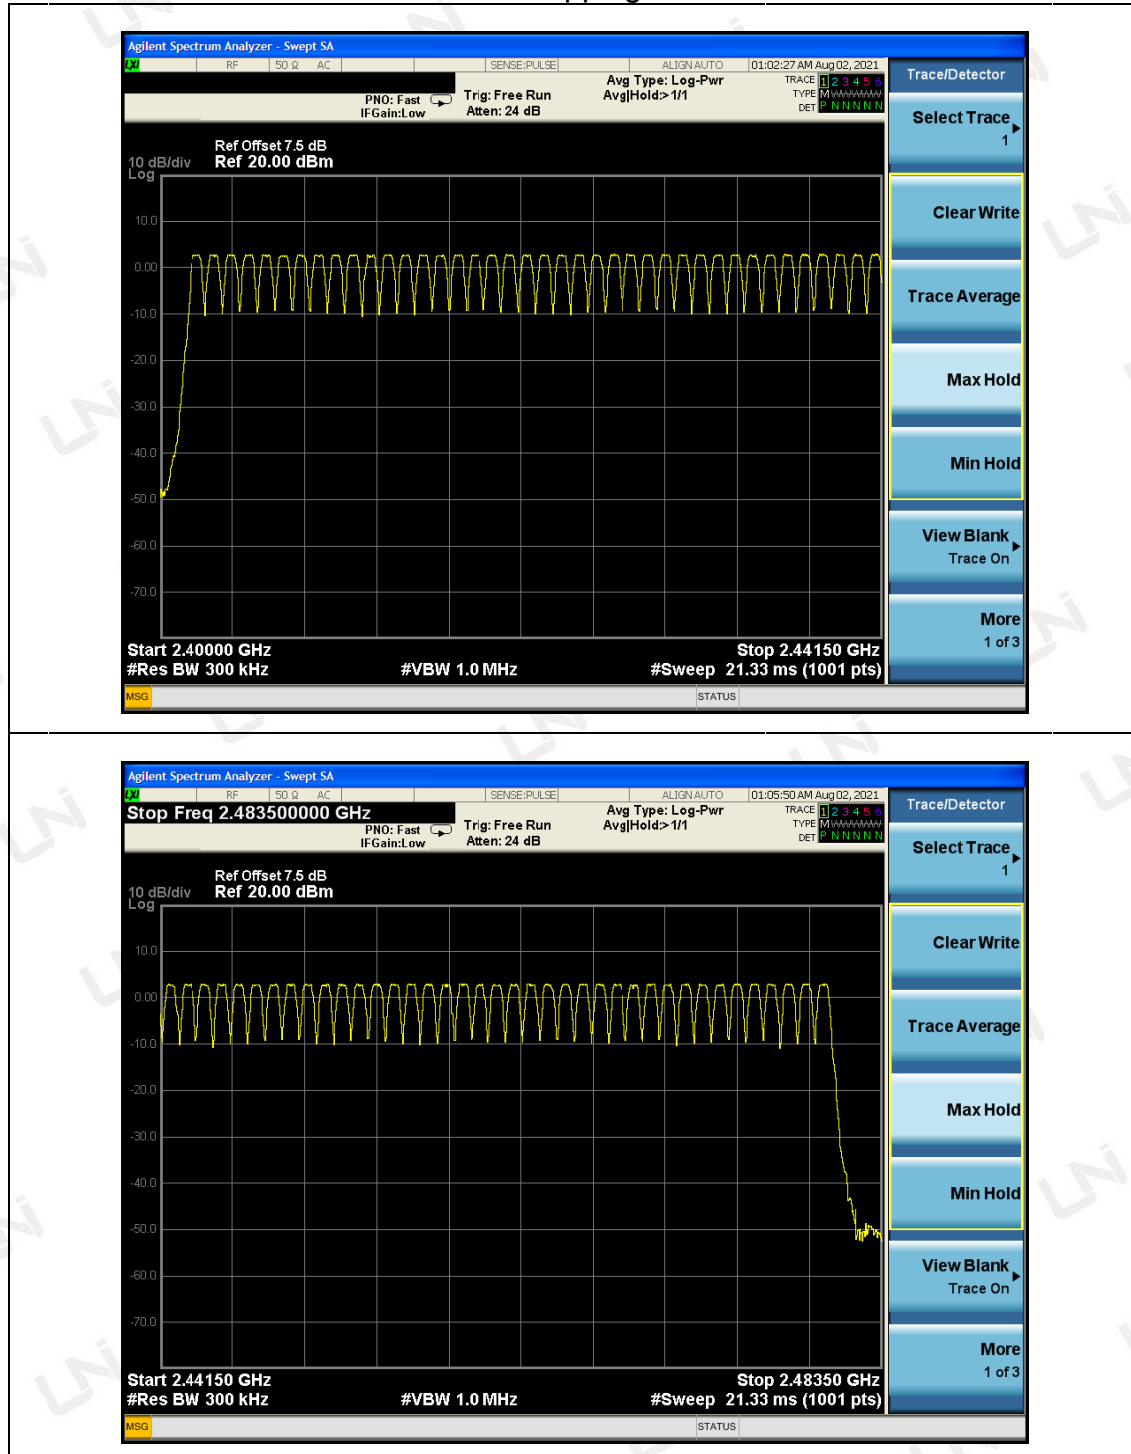 Agilent Spectrum Analyzer - Swept SA
LXI RF 50 Ω AC SENSE:PULSE ALIGN AUTO 01:02:27 AM Aug 02, 2021
PNO: Fast IFGain:Low Trig: Free Run Atten: 24 dB Avg Type: Log-Pwr Avg|Hold:>1/1
TRACE 1 2 3 4 5 6
TYPE M WWWWW
DET P N N N N N
Ref Offset 7.5 dB
10 dB/div Ref 20.00 dBm
Log
10.0
0.00
-10.0
-20.0
-30.0
-40.0
-50.0
-60.0
-70.0
Start 2.40000 GHz Stop 2.44150 GHz
#Res BW 300 kHz #VBW 1.0 MHz #Sweep 21.33 ms (1001 pts)
MSG STATUS
Trace/Detector
Select Trace
1
Clear Write
Trace Average
Max Hold
Min Hold
View Blank
Trace On
More
1 of 3
Agilent Spectrum Analyzer - Swept SA
LXI RF 50 Ω AC SENSE:PULSE ALIGN AUTO 01:05:50 AM Aug 02, 2021
Stop Freq 2.483500000 GHz
PNO: Fast IFGain:Low Trig: Free Run Atten: 24 dB Avg Type: Log-Pwr Avg|Hold:>1/1
TRACE 1 2 3 4 5 6
TYPE M WWWWW
DET P N N N N N
Ref Offset 7.5 dB
10 dB/div Ref 20.00 dBm
Log
10.0
0.00
-10.0
-20.0
-30.0
-40.0
-50.0
-60.0
-70.0
Start 2.44150 GHz Stop 2.48350 GHz
#Res BW 300 kHz #VBW 1.0 MHz #Sweep 21.33 ms (1001 pts)
MSG STATUS
Trace/Detector
Select Trace
1
Clear Write
Trace Average
Max Hold
Min Hold
View Blank
Trace On
More
1 of 3